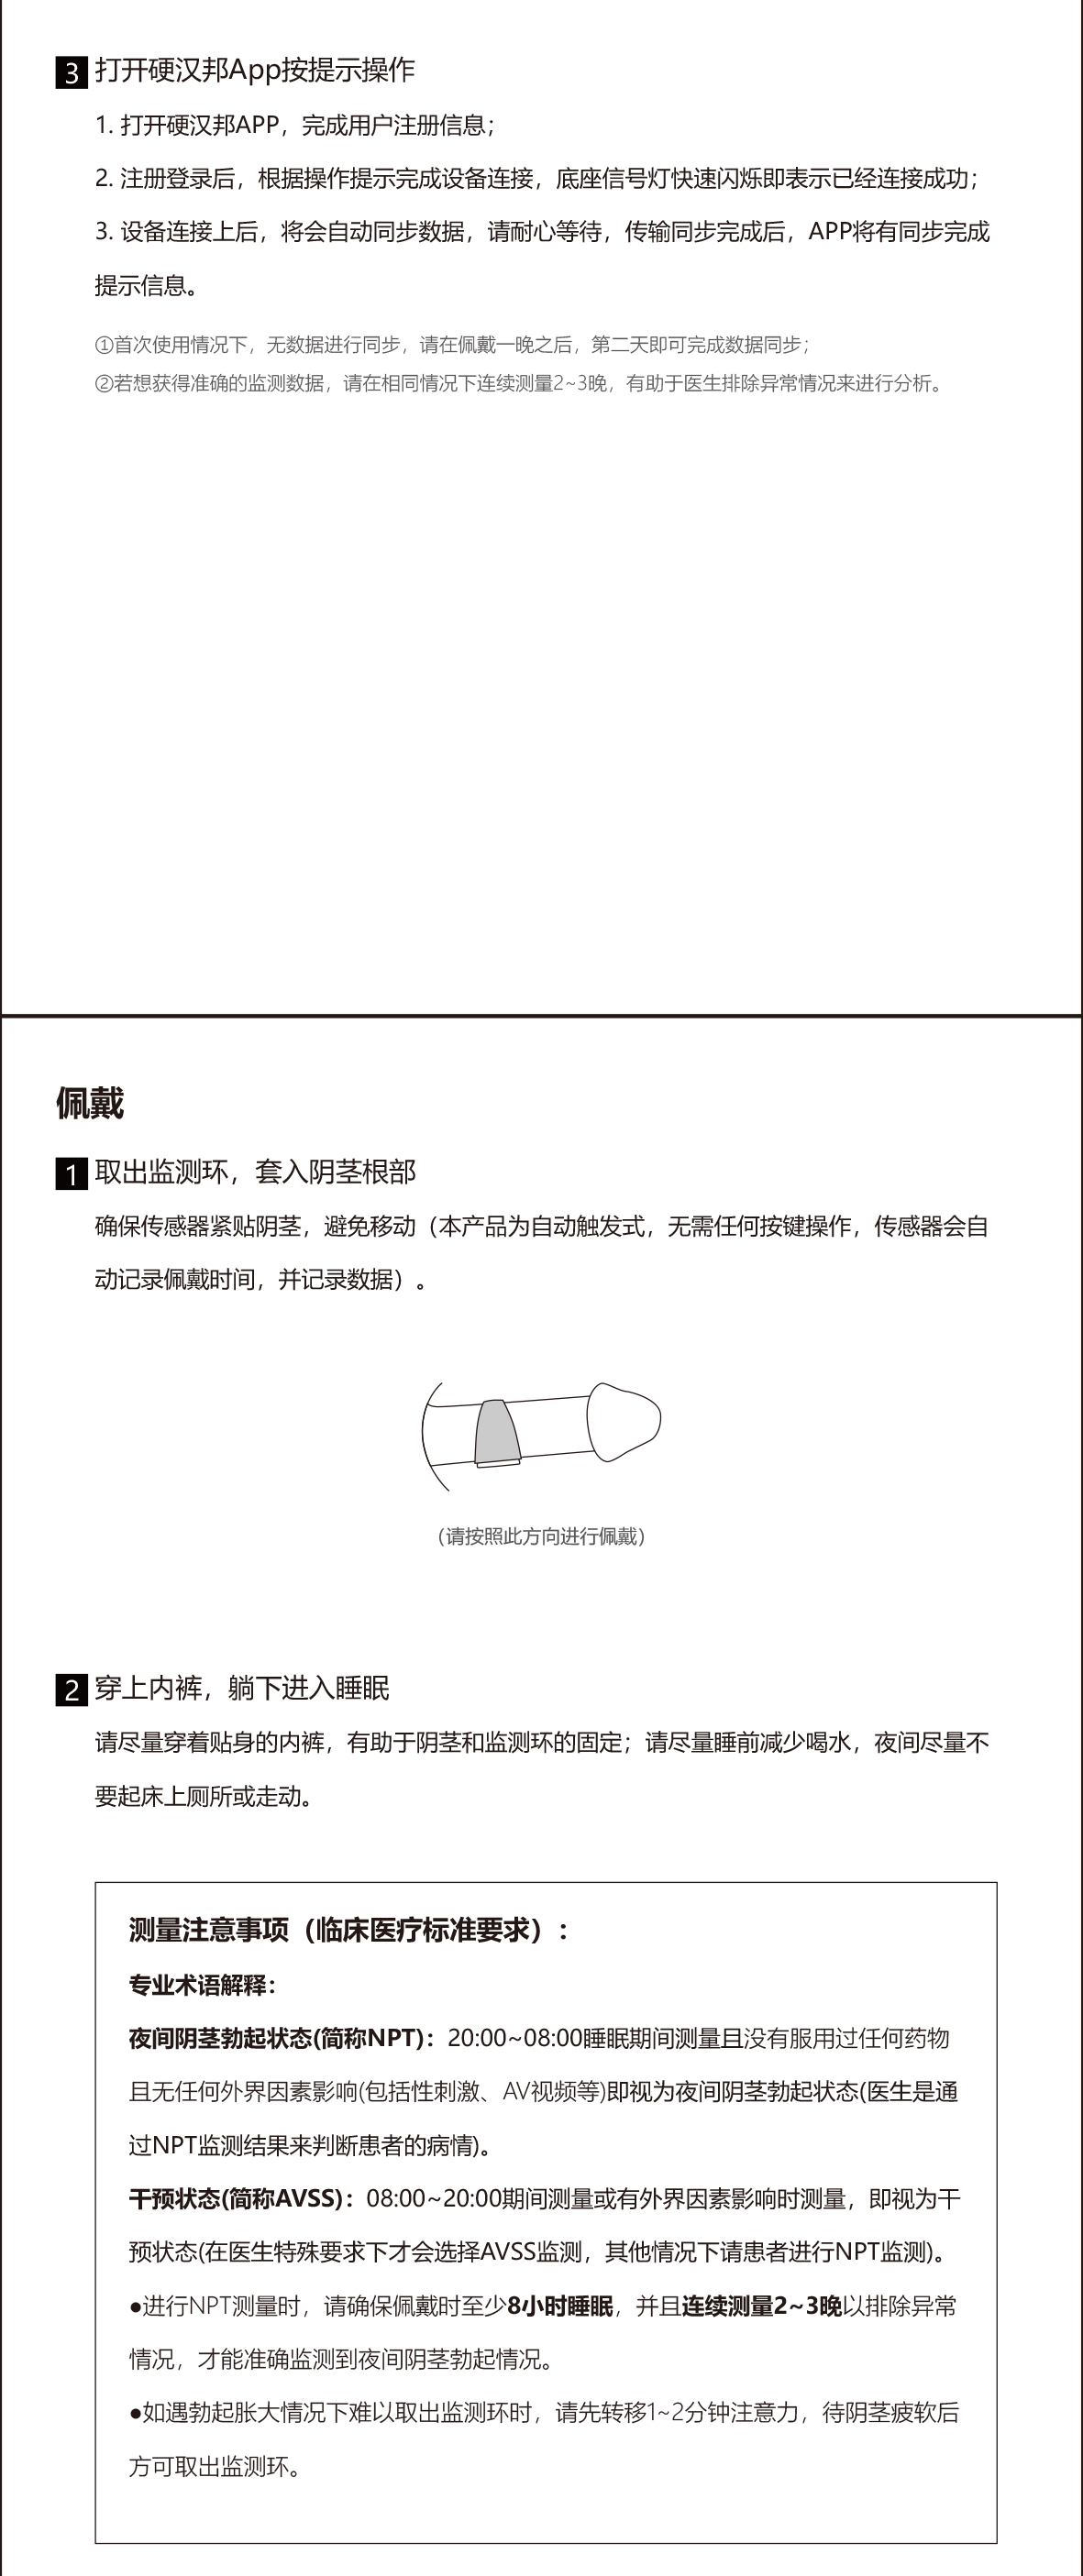 3 打开硬汉邦App按提示操作
1. 打开硬汉邦APP，完成用户注册信息；
2. 注册登录后，根据操作提示完成设备连接，底座信号灯快速闪烁即表示已经连接成功；
3. 设备连接上后，将会自动同步数据，请耐心等待，传输同步完成后，APP将有同步完成
提示信息。
①首次使用情况下，无数据进行同步，请在佩戴一晚之后，第二天即可完成数据同步；
②若想获得准确的监测数据，请在相同情况下连续测量2~3晚，有助于医生排除异常情况来进行分析。
佩戴
1 取出监测环，套入阴茎根部
确保传感器紧贴阴茎，避免移动（本产品为自动触发式，无需任何按键操作，传感器会自
动记录佩戴时间，并记录数据）。
（请按照此方向进行佩戴）
2 穿上内裤，躺下进入睡眠
请尽量穿着贴身的内裤，有助于阴茎和监测环的固定；请尽量睡前减少喝水，夜间尽量不
要起床上厕所或走动。
测量注意事项（临床医疗标准要求）：
专业术语解释：
夜间阴茎勃起状态(简称NPT)：20:00~08:00睡眠期间测量且没有服用过任何药物
且无任何外界因素影响(包括性刺激、AV视频等)即视为夜间阴茎勃起状态(医生是通
过NPT监测结果来判断患者的病情)。
干预状态(简称AVSS)：08:00~20:00期间测量或有外界因素影响时测量，即视为干
预状态(在医生特殊要求下才会选择AVSS监测，其他情况下请患者进行NPT监测)。
●进行NPT测量时，请确保佩戴时至少8小时睡眠，并且连续测量2~3晚以排除异常
情况，才能准确监测到夜间阴茎勃起情况。
●如遇勃起胀大情况下难以取出监测环时，请先转移1~2分钟注意力，待阴茎疲软后
方可取出监测环。